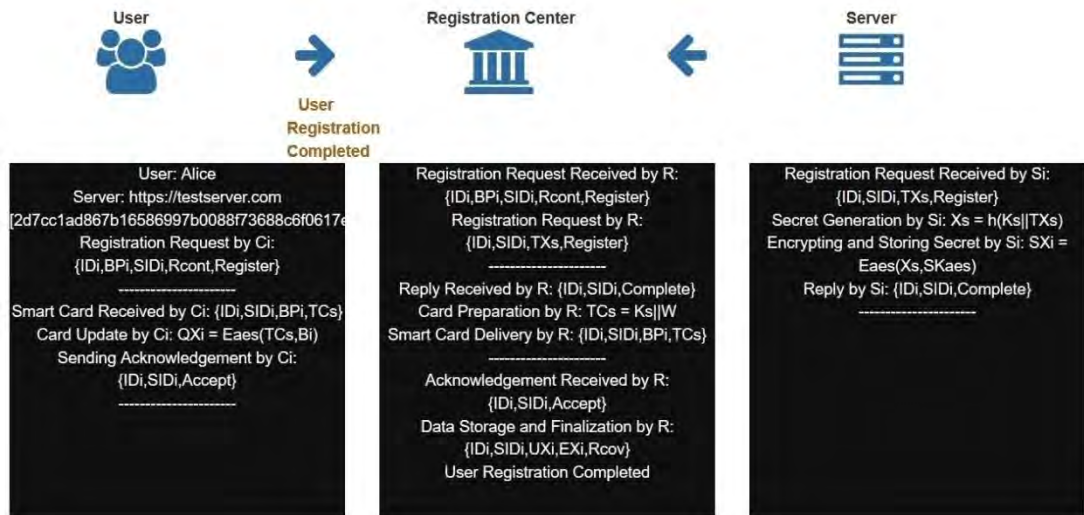 User
Registration Center
Server
User
Registration
Completed
User: Alice
Server: https://testserver.com
[2d7cc1ad867b16586997b0088f73688c6f0617e
Registration Request by Ci:
{IDi,BPi,SIDi,Rcont,Register}
----------------------
Smart Card Received by Ci: {IDi,SIDi,BPi,TCs}
Card Update by Ci: QXi = Eaes(TCs,Bi)
Sending Acknowledgement by Ci:
{IDi,SIDi,Accept}
----------------------
Registration Request Received by R:
{IDi,BPi,SIDi,Rcont,Register}
Registration Request by R:
{IDi,SIDi,TXs,Register}
----------------------
Reply Received by R: {IDi,SIDi,Complete}
Card Preparation by R: TCs = Ks||W
Smart Card Delivery by R: {IDi,SIDi,BPi,TCs}
----------------------
Acknowledgement Received by R:
{IDi,SIDi,Accept}
Data Storage and Finalization by R:
{IDi,SIDi,UXi,EXi,Rcov}
User Registration Completed
Registration Request Received by Si:
{IDi,SIDi,TXs,Register}
Secret Generation by Si: Xs = h(Ks||TXs)
Encrypting and Storing Secret by Si: SXi =
Eaes(Xs,SKaes)
Reply by Si: {IDi,SIDi,Complete}
----------------------